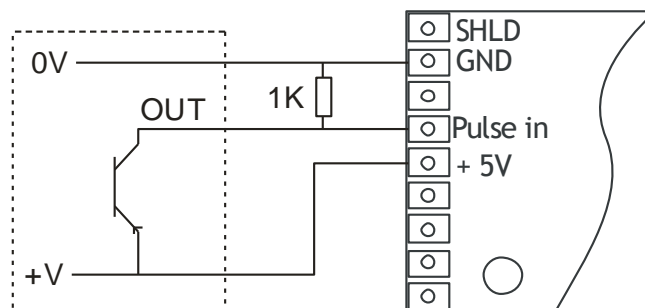 SHLD
0V
GND
1K
OUT
Pulse in
+ 5V
+V